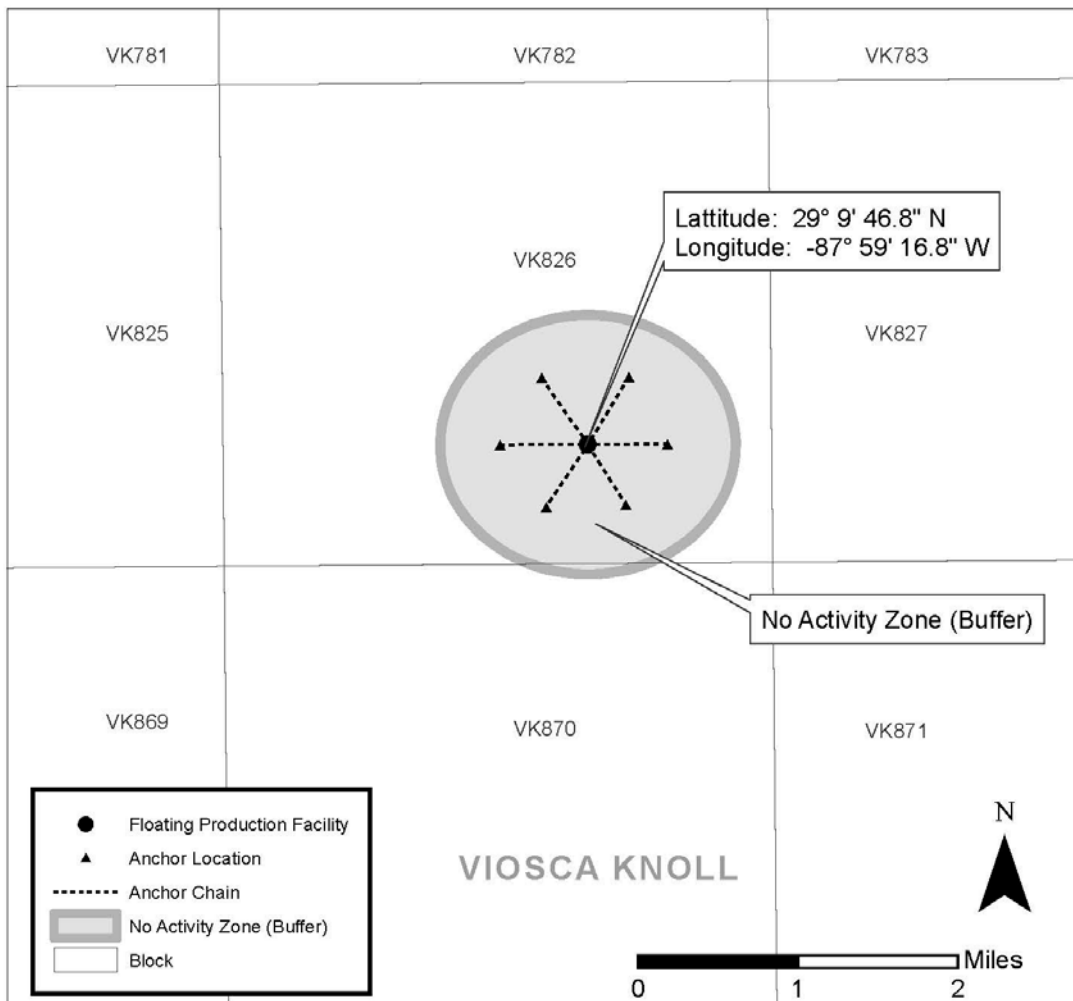 VK781
VK782
VK783
Lattitude: 29° 9' 46.8" N
Longitude: -87° 59' 16.8" W
VK826
VK825
VK827
No Activity Zone (Buffer)
VK869
VK870
VK871
Floating Production Facility
Anchor Location
Anchor Chain
No Activity Zone (Buffer)
Block
VIOSCA KNOLL
N
Miles
0 1 2